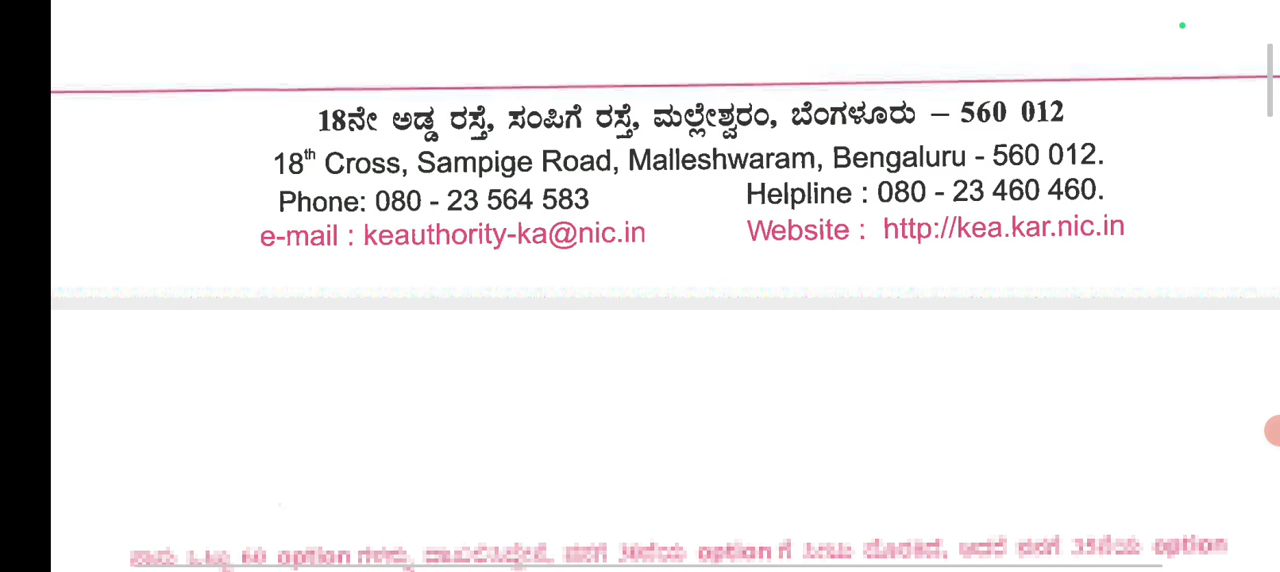 18ನೇ ಅಡ್ಡ ರಸ್ತೆ, ಸಂಪಿಗೆ ರಸ್ತೆ, ಮಲ್ಲೇಶ್ವರಂ, ಬೆಂಗಳೂರು – 560 012
18th Cross, Sampige Road, Malleshwaram, Bengaluru - 560 012.
Phone: 080 - 23 564 583 Helpline : 080 - 23 460 460.
e-mail : keauthority-ka@nic.in Website : http://kea.kar.nic.in
60 option option ಗೆ option